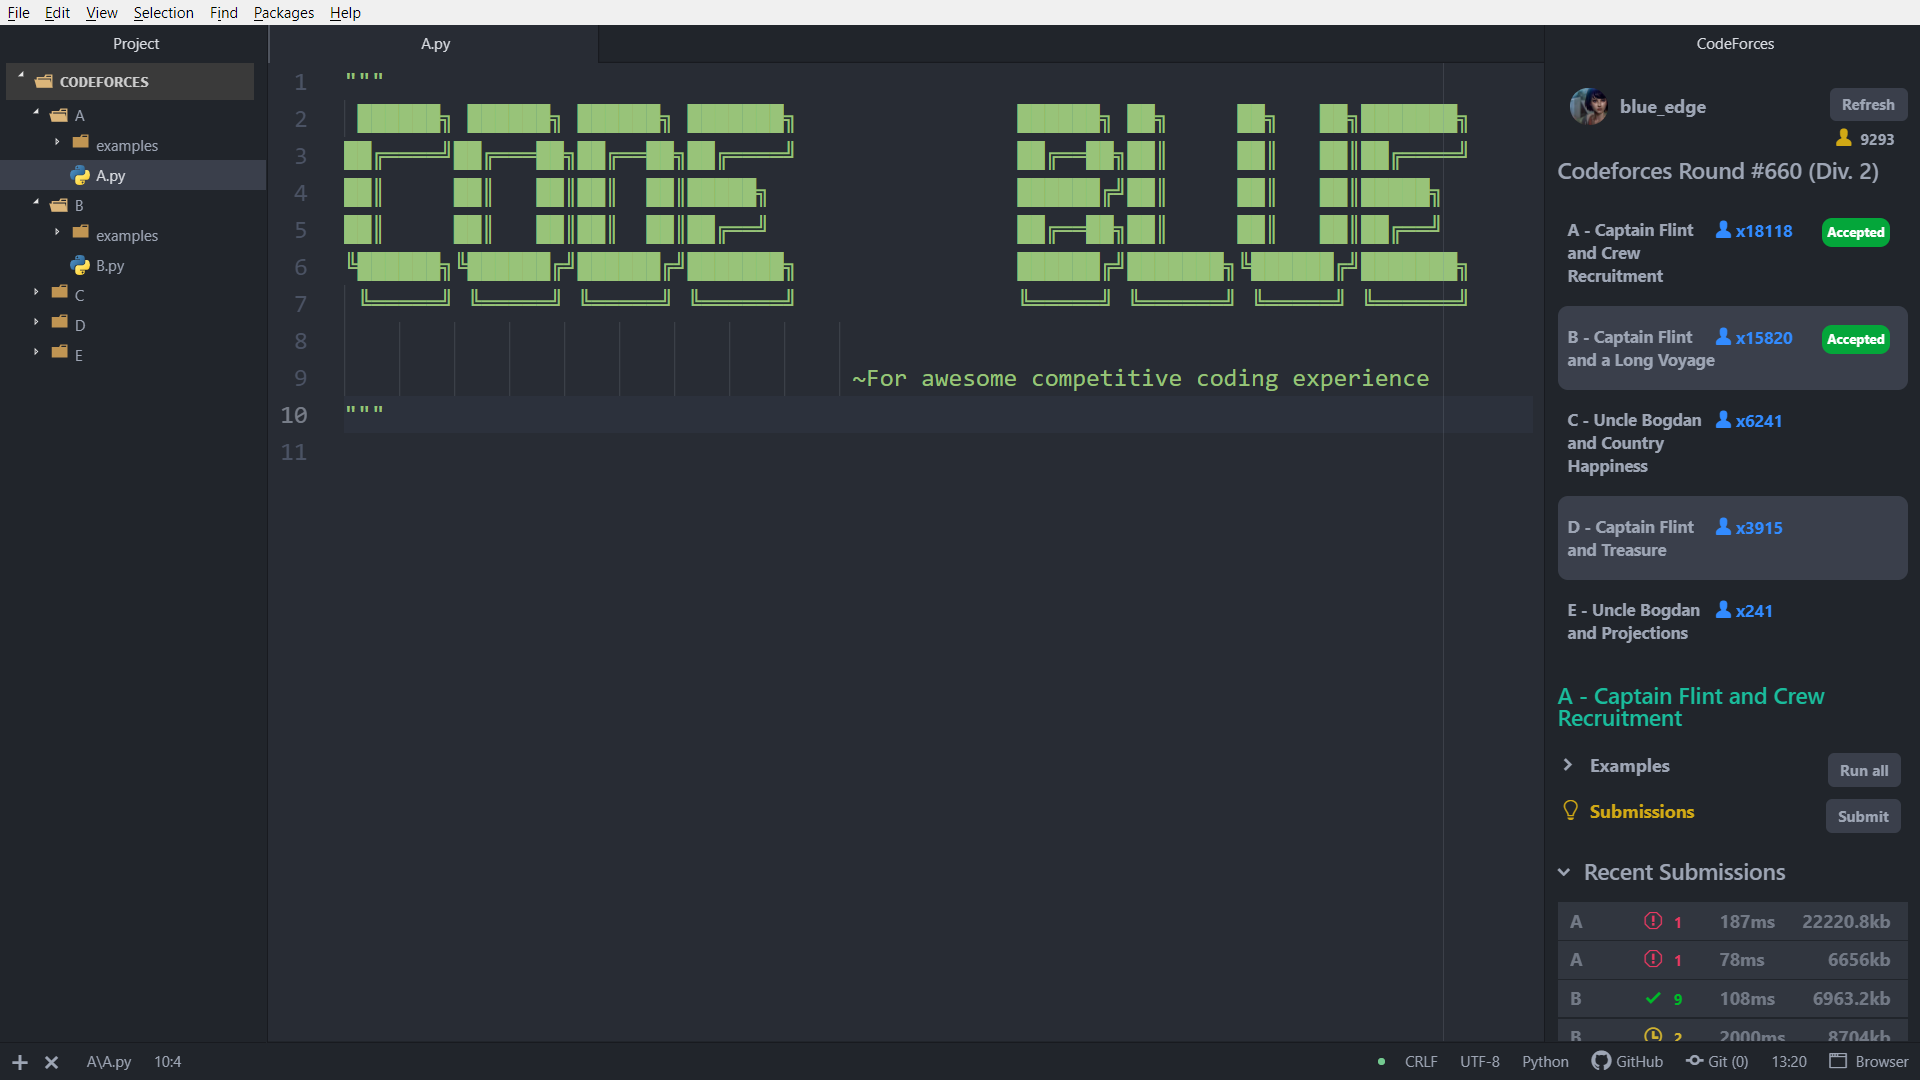 File Edit View Selection Find Packages Help
Project
A.py
CodeForces
CODEFORCES
A
examples
A.py
B
examples
B.py
C
D
E
1 """
2
3
4
5
6
7
8
9 ~For awesome competitive coding experience
10 """
11
CODE BLUE
blue_edge
Refresh
9293
Codeforces Round #660 (Div. 2)
A - Captain Flint and Crew Recruitment x18118 Accepted
B - Captain Flint and a Long Voyage x15820 Accepted
C - Uncle Bogdan and Country Happiness x6241
D - Captain Flint and Treasure x3915
E - Uncle Bogdan and Projections x241
A - Captain Flint and Crew
Recruitment
Examples Run all
Submissions Submit
Recent Submissions
A 1 187ms 22220.8kb
A 1 78ms 6656kb
B 9 108ms 6963.2kb
B 2 2000ms 8704kb
A\A.py 10:4
CRLF UTF-8 Python GitHub Git (0) 13:20 Browser